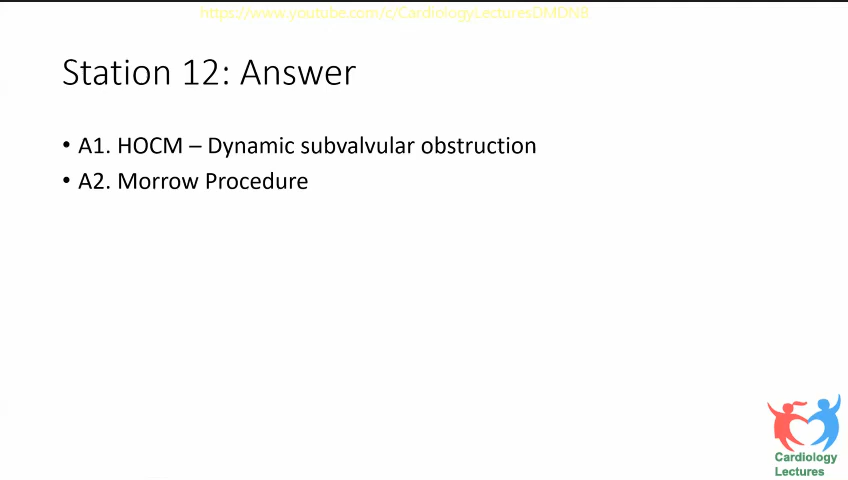 https://www.youtube.com/c/CardiologyLecturesDMDNB
Station 12: Answer
• A1. HOCM – Dynamic subvalvular obstruction
• A2. Morrow Procedure
Cardiology
Lectures